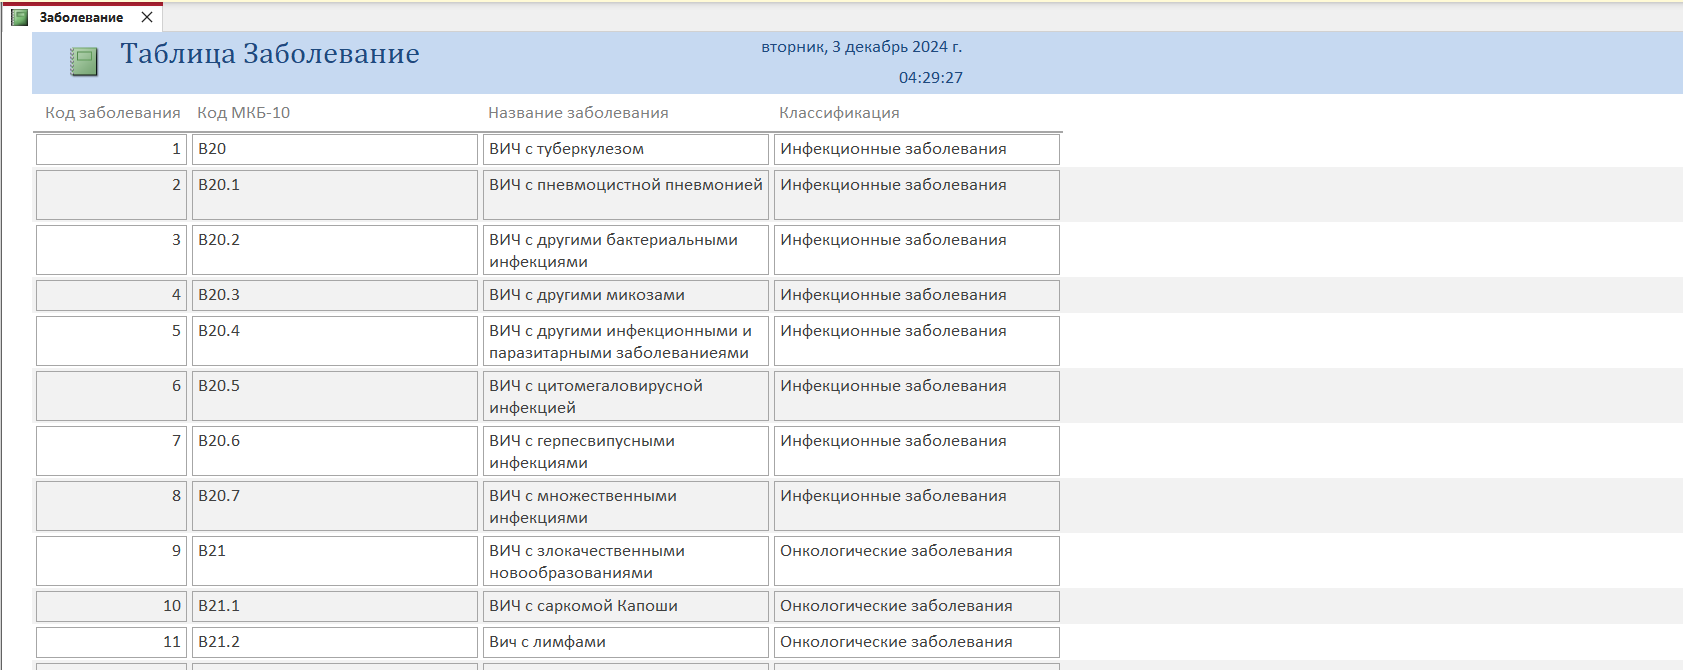 Заболевание
Таблица Заболевание
вторник, 3 декабрь 2024 г.
04:29:27
Код заболевания Код МКБ-10 Название заболевания Классификация
1 B20 ВИЧ с туберкулезом Инфекционные заболевания
2 B20.1 ВИЧ с пневмоцистной пневмонией Инфекционные заболевания
3 B20.2 ВИЧ с другими бактериальными Инфекционные заболевания
инфекциями
4 B20.3 ВИЧ с другими микозами Инфекционные заболевания
5 B20.4 ВИЧ с другими инфекционными и Инфекционные заболевания
паразитарными заболеваниеями
6 B20.5 ВИЧ с цитомегаловирусной Инфекционные заболевания
инфекцией
7 B20.6 ВИЧ с герпесвипусными Инфекционные заболевания
инфекциями
8 B20.7 ВИЧ с множественными Инфекционные заболевания
инфекциями
9 B21 ВИЧ с злокачественными Онкологические заболевания
новообразованиями
10 B21.1 ВИЧ с саркомой Капоши Онкологические заболевания
11 B21.2 Вич с лимфами Онкологические заболевания